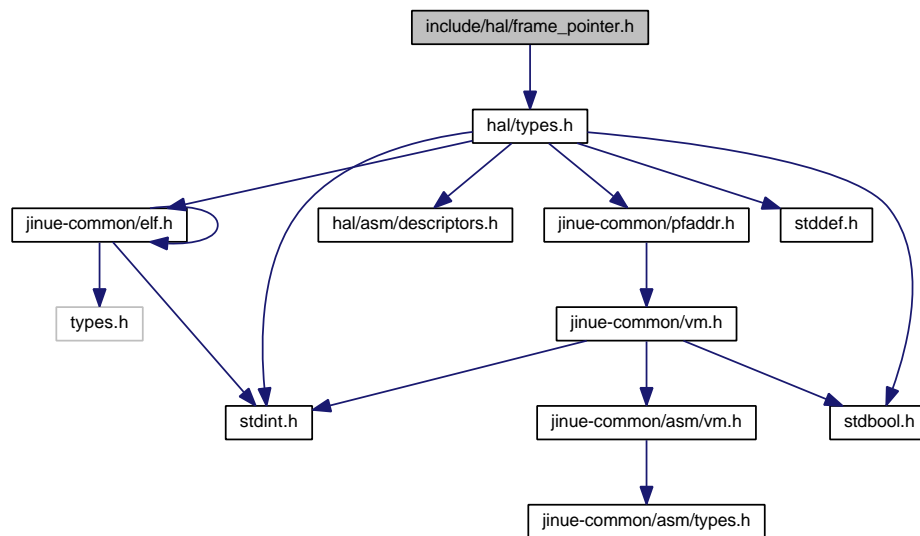 include/hal/frame_pointer.h
hal/types.h
jinue-common/elf.h
hal/asm/descriptors.h
jinue-common/pfaddr.h
stddef.h
types.h
jinue-common/vm.h
stdint.h
jinue-common/asm/vm.h
stdbool.h
jinue-common/asm/types.h